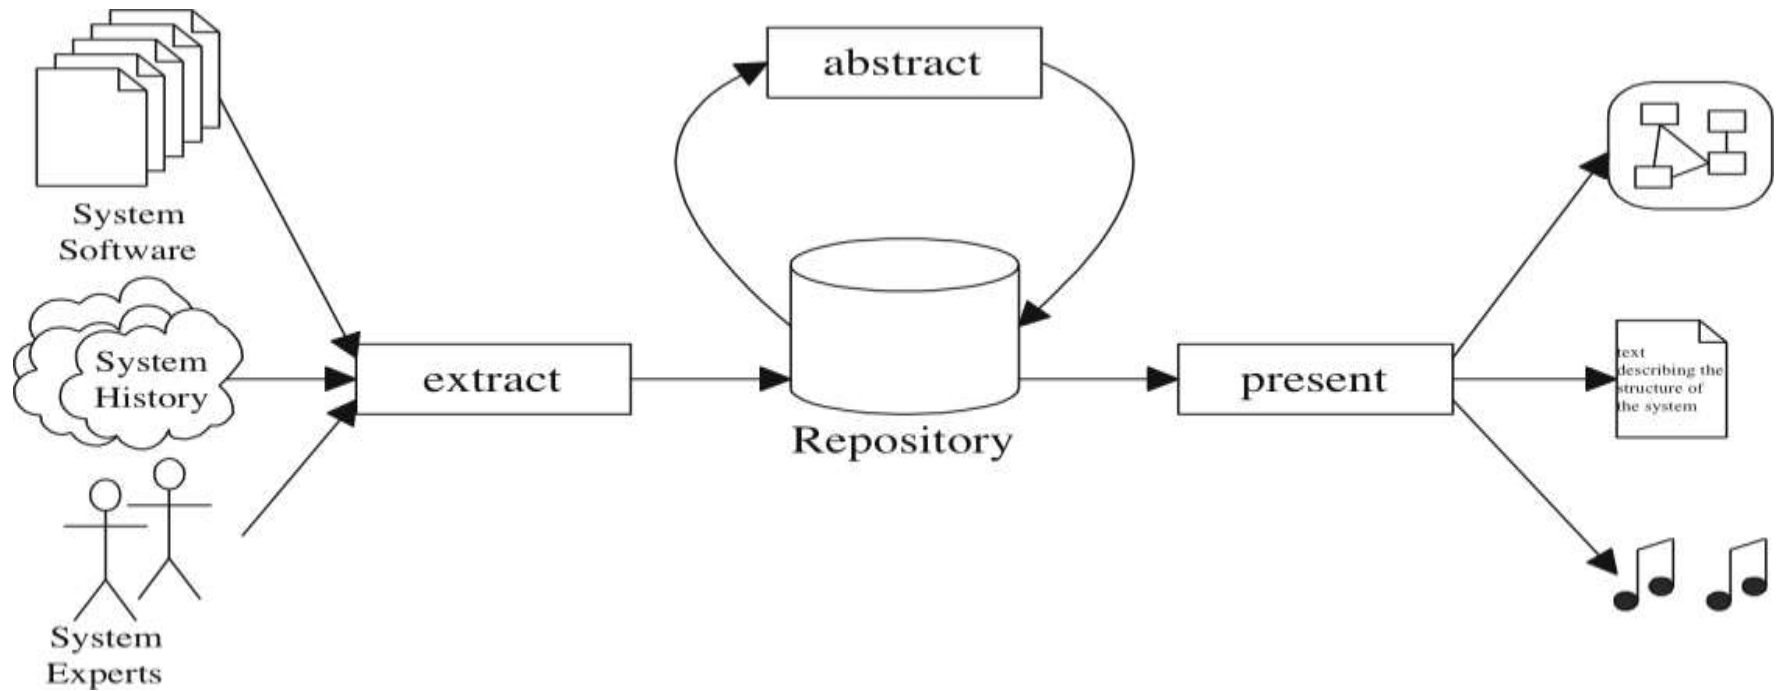 abstract
System
Software
System
History
extract
present
text
describing the
structure of
the system
Repository
System
Experts